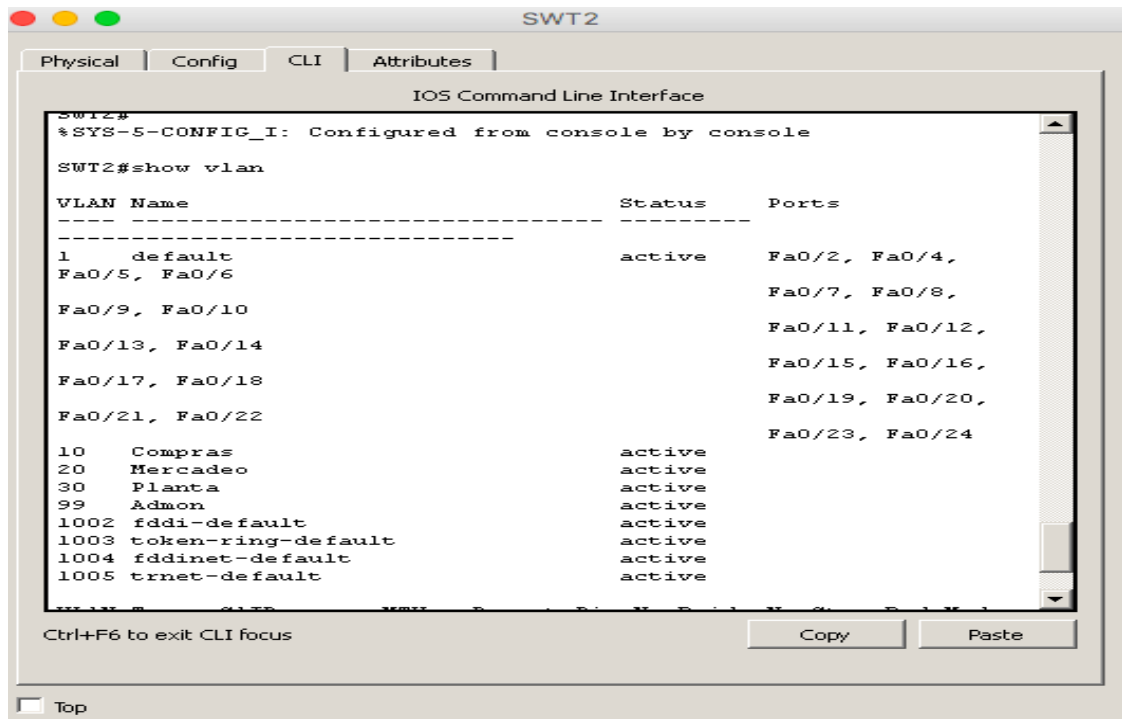 SWT2
Physical Config CLI Attributes
IOS Command Line Interface
SWT2#
%SYS-5-CONFIG_I: Configured from console by console
SWT2#show vlan
VLAN Name Status Ports
---- -------------------------------- --------- 
-------------------------------
1 default active Fa0/2, Fa0/4,
Fa0/5, Fa0/6
Fa0/7, Fa0/8,
Fa0/9, Fa0/10
Fa0/11, Fa0/12,
Fa0/13, Fa0/14
Fa0/15, Fa0/16,
Fa0/17, Fa0/18
Fa0/19, Fa0/20,
Fa0/21, Fa0/22
Fa0/23, Fa0/24
10 Compras active
20 Mercadeo active
30 Planta active
99 Admon active
1002 fddi-default active
1003 token-ring-default active
1004 fddinet-default active
1005 trnet-default active
Ctrl+F6 to exit CLI focus
Copy Paste
Top